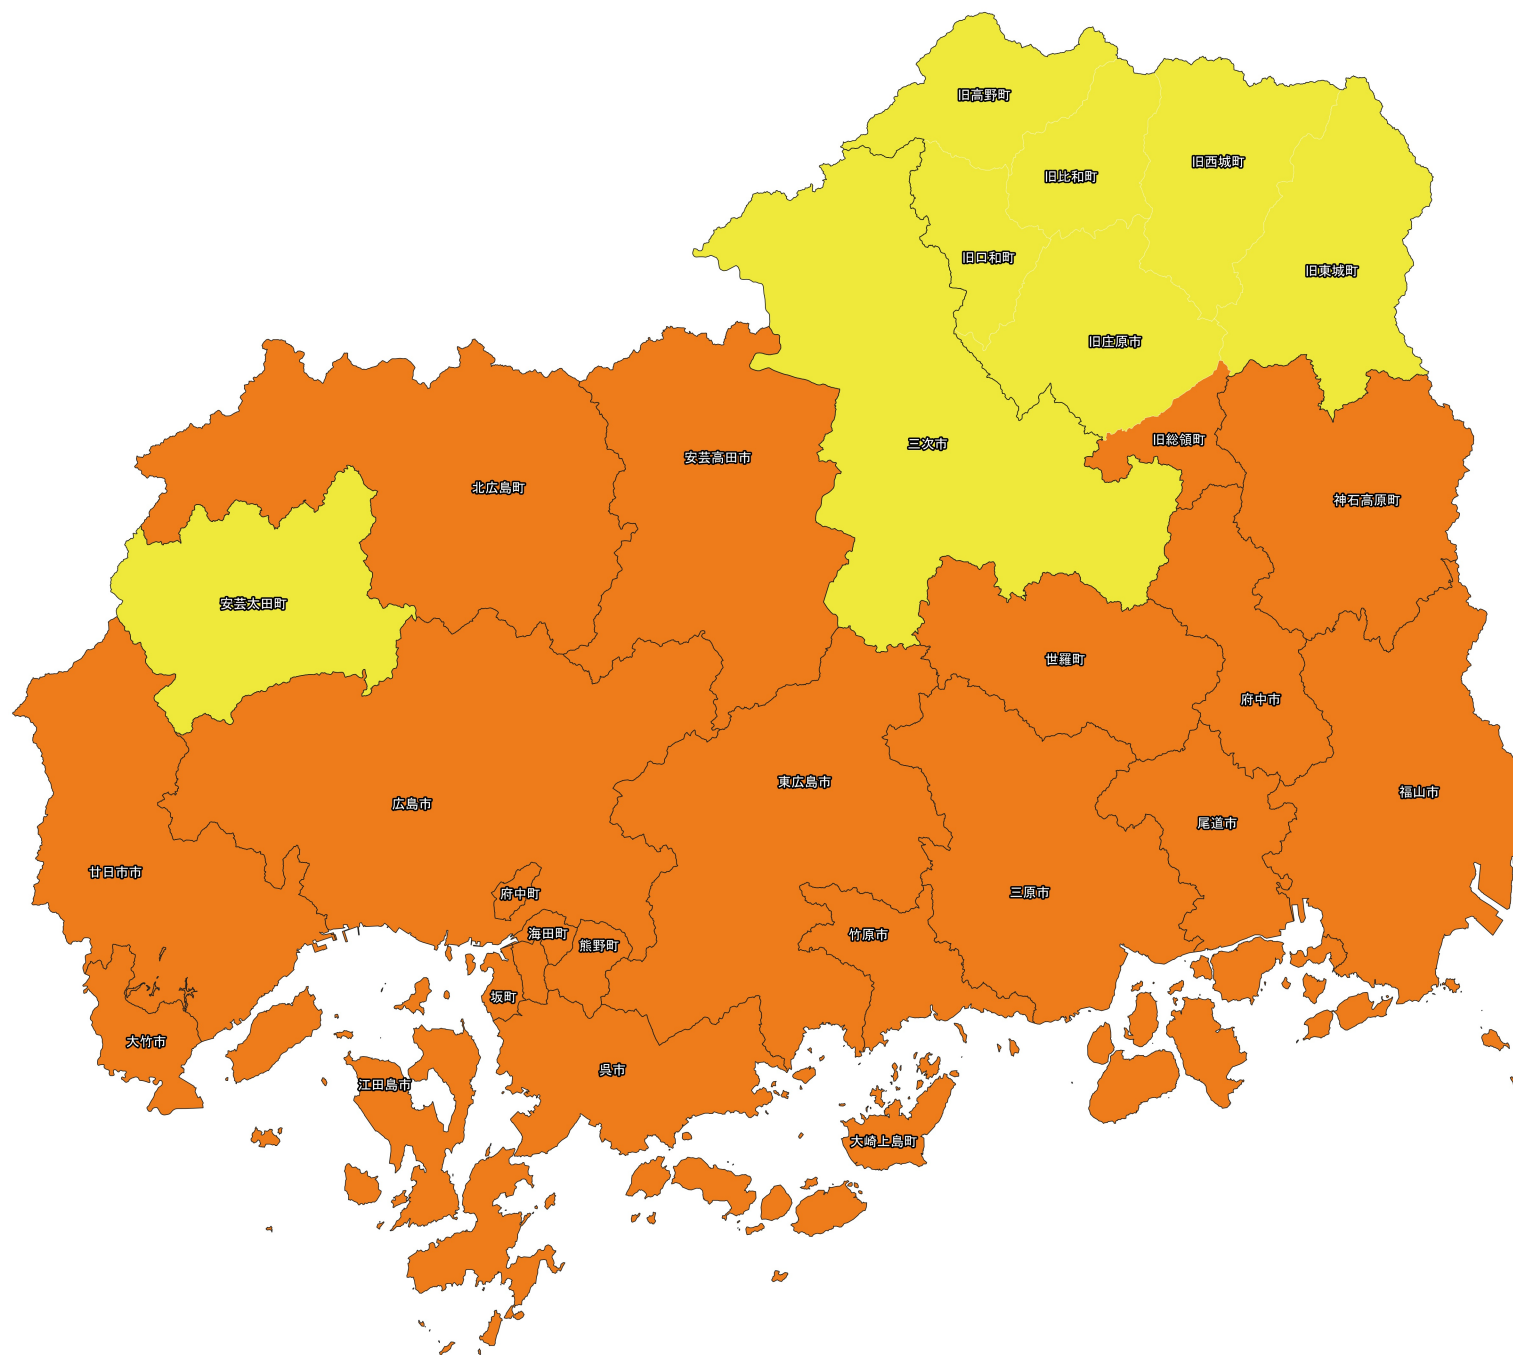 旧高野町
旧西城町
旧比和町
旧口和町
旧東城町
旧庄原市
三次市
旧総領町
安芸高田市
北広島町
神石高原町
安芸太田町
世羅町
府中市
東広島市
福山市
広島市
尾道市
廿日市市
三原市
府中町
海田町
竹原市
熊野町
坂町
大竹市
呉市
江田島市
大崎上島町